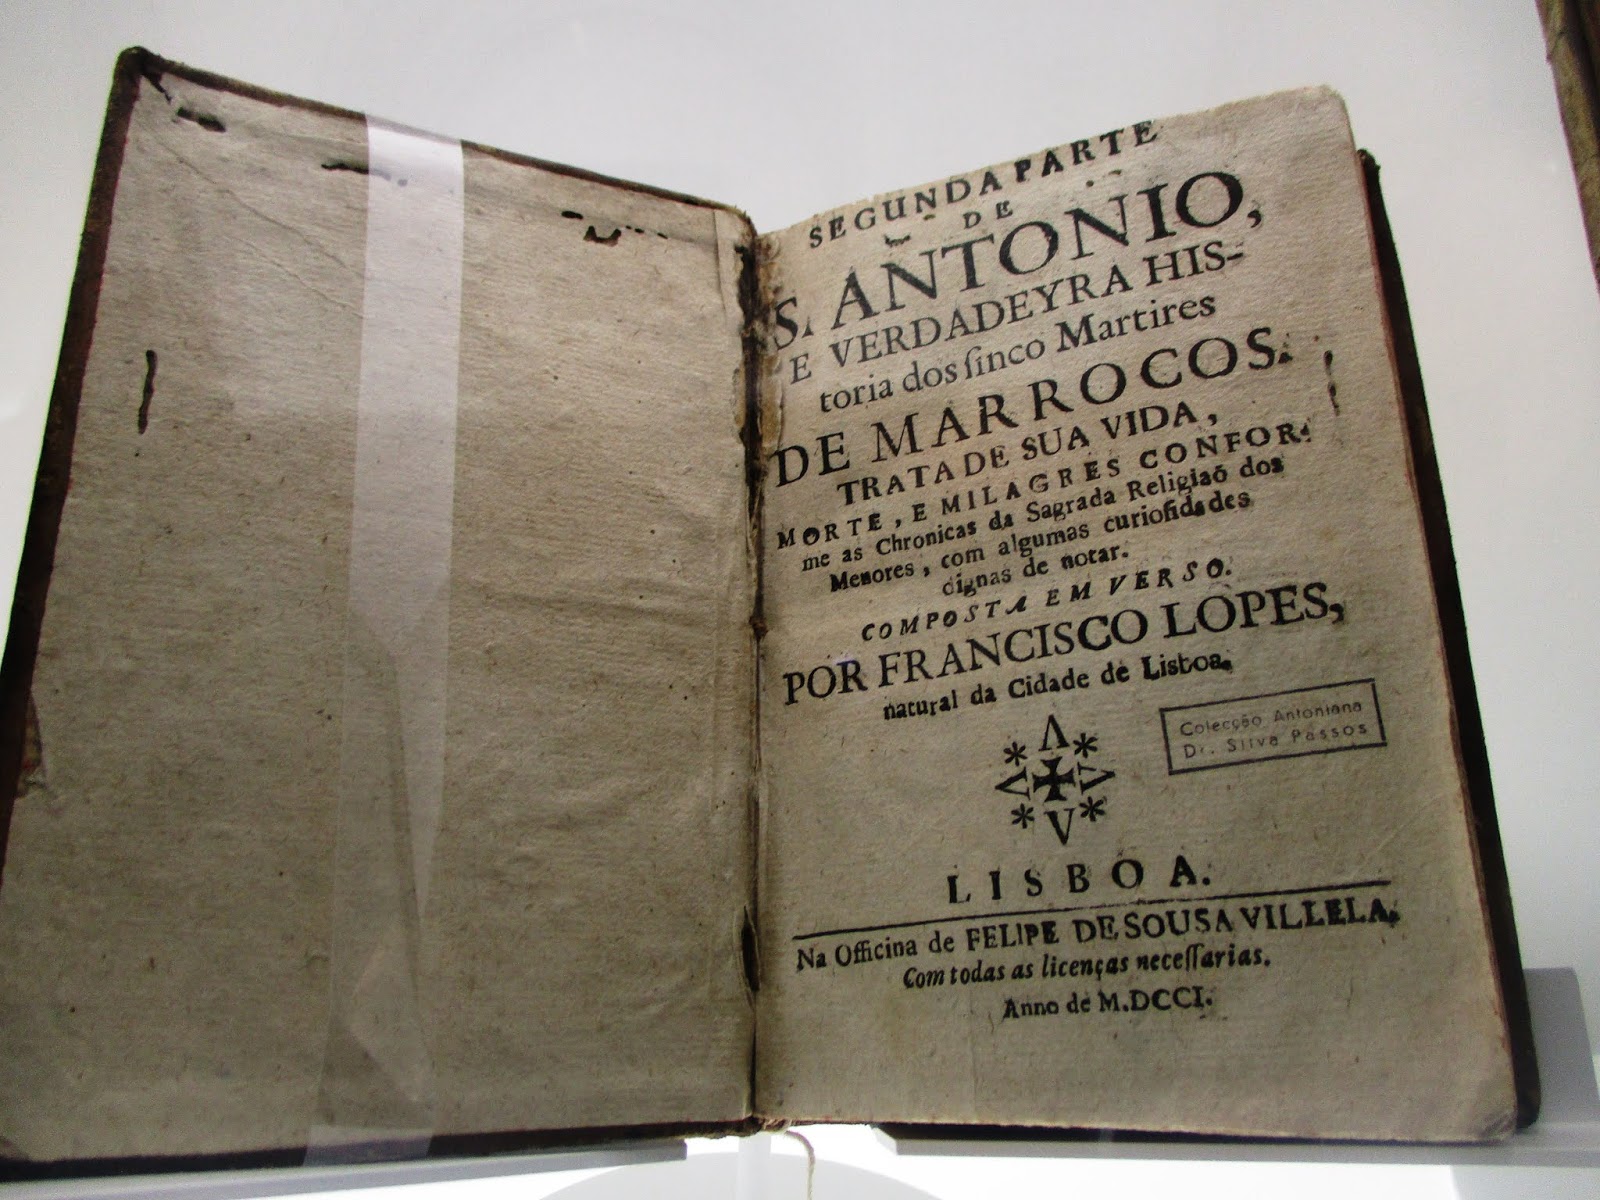 SEGUNDA PARTE
DE
S. ANTONIO,
E VERDADEYRA HIS-
toria dos ſinco Martires
DE MARROCOS.
TRATA DE SUA VIDA,
MORTE, E MILAGRES CONFOR-
me as Chronicas da Sagrada Religiaõ dos
Menores, com algumas curioſidades
dignas de notar.
COMPOSTA EM VERSO.
POR FRANCISCO LOPES,
natural da Cidade de Lisboa.
Colecção Antoniana
Dr. Silva Passos
LISBOA.
Na Officina de FELIPE DE SOUSA VILLELA.
Com todas as licenças neceſſarias.
Anno de M.DCCI.